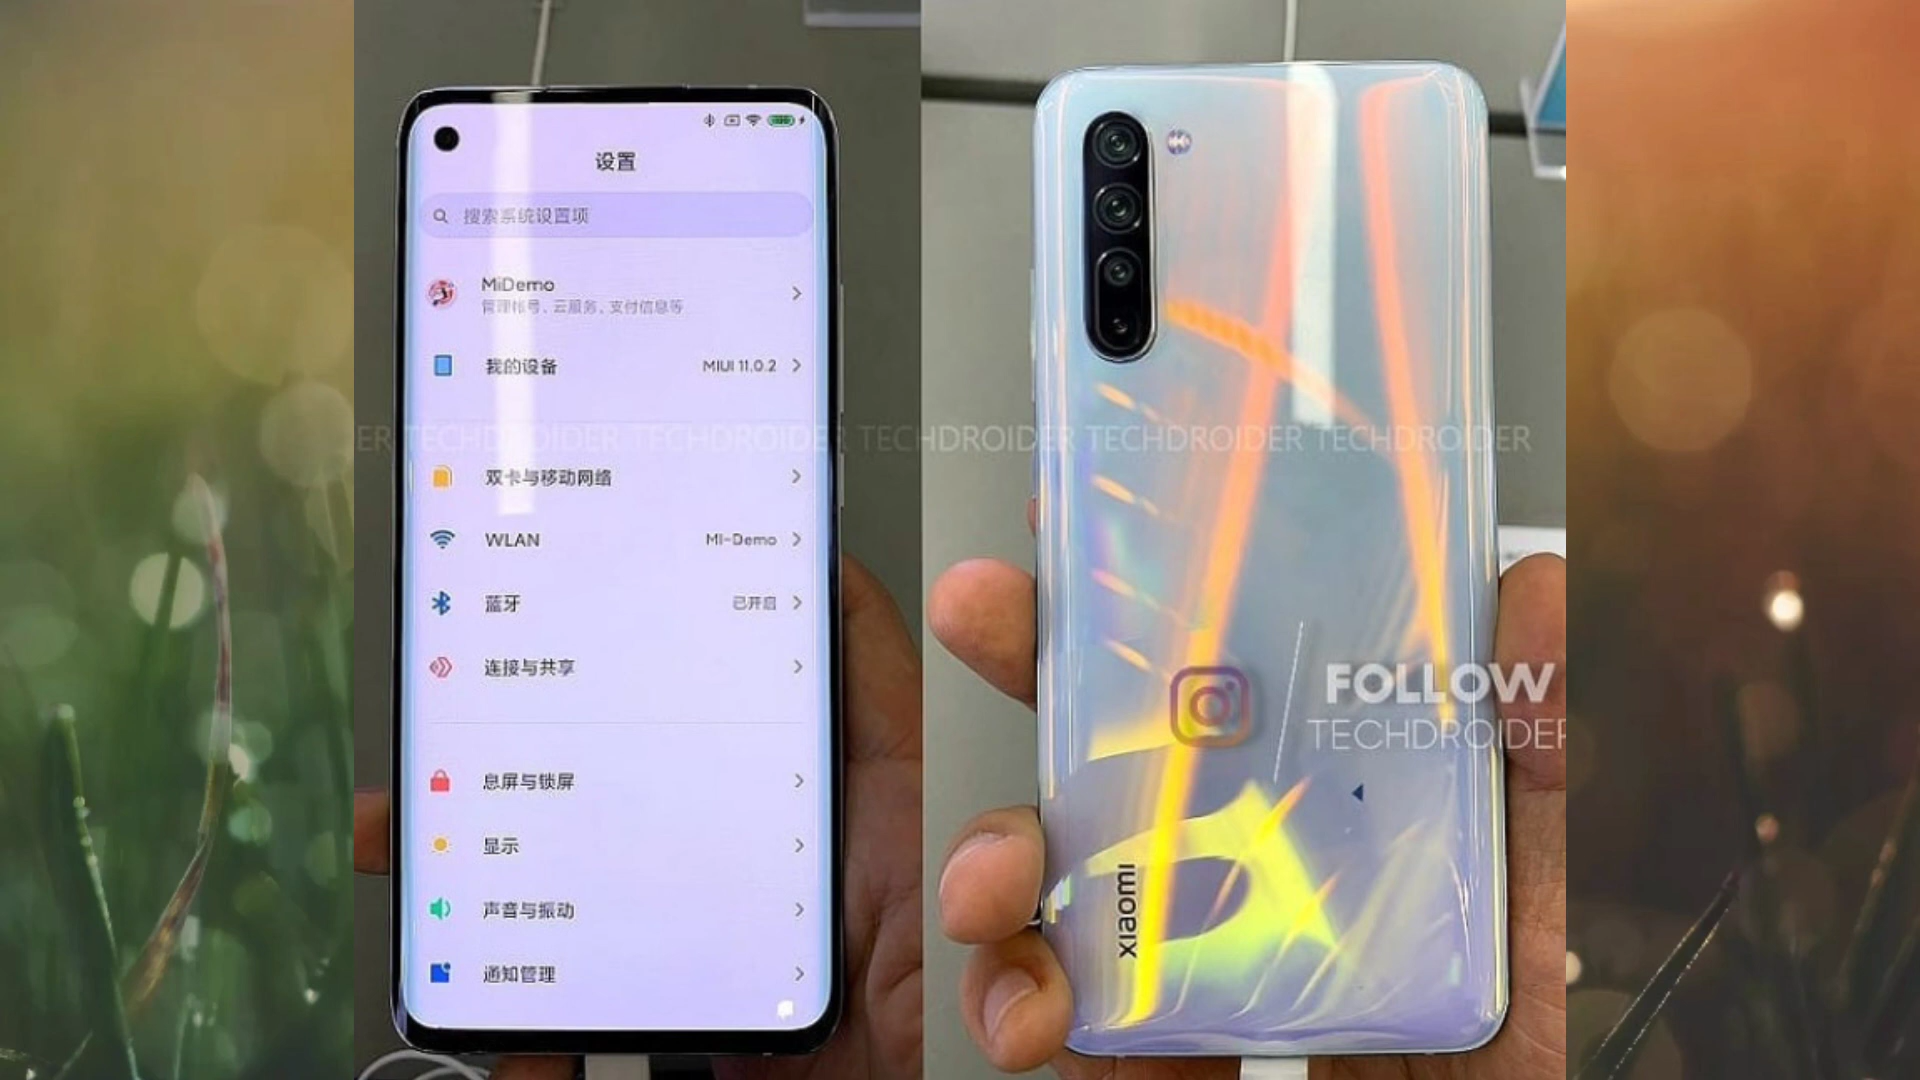 设置
搜索系统设置项
MiDemo
管理帐号、云服务、支付信息等
我的设备 MIUI 11.0.2
ER TECHDROIDER TECHDROIDER TECHDROIDER TECHDROIDER TECHDROIDER
双卡与移动网络
WLAN MI-Demo
蓝牙 已开启
连接与共享
息屏与锁屏
显示
声音与振动
通知管理
FOLLOW
TECHDROIDER
xiaomi